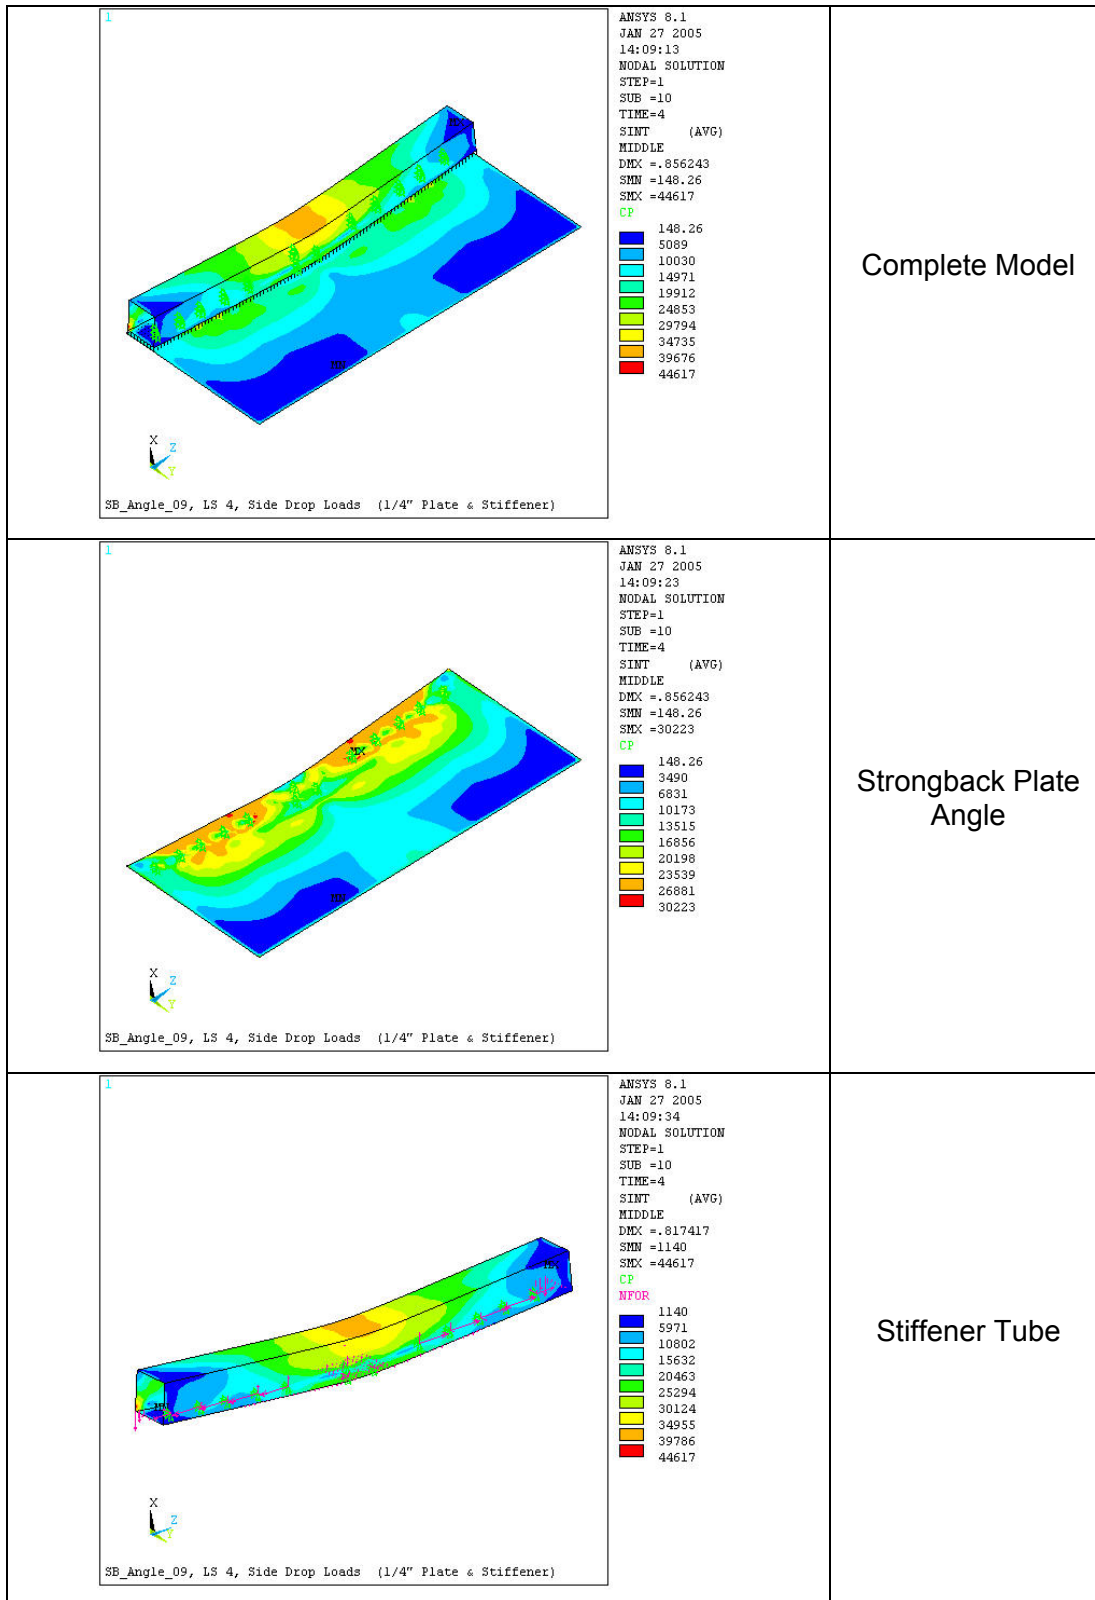 1
ANSYS 8.1
JAN 27 2005
14:09:13
NODAL SOLUTION
STEP=1
SUB =10
TIME=4
SINT (AVG)
MIDDLE
DMX =.856243
SMN =148.26
SMX =44617
CP
148.26
5089
10030
14971
19912
24853
29794
34735
39676
44617
MX
MN
X
Z
Y
SB_Angle_09, LS 4, Side Drop Loads (1/4" Plate & Stiffener)
Complete Model
1
ANSYS 8.1
JAN 27 2005
14:09:23
NODAL SOLUTION
STEP=1
SUB =10
TIME=4
SINT (AVG)
MIDDLE
DMX =.856243
SMN =148.26
SMX =30223
CP
148.26
3490
6831
10173
13515
16856
20198
23539
26881
30223
MX
MN
X
Z
Y
SB_Angle_09, LS 4, Side Drop Loads (1/4" Plate & Stiffener)
Strongback Plate
Angle
1
ANSYS 8.1
JAN 27 2005
14:09:34
NODAL SOLUTION
STEP=1
SUB =10
TIME=4
SINT (AVG)
MIDDLE
DMX =.817417
SMN =1140
SMX =44617
CP
NFOR
1140
5971
10802
15632
20463
25294
30124
34955
39786
44617
X
Z
Y
SB_Angle_09, LS 4, Side Drop Loads (1/4" Plate & Stiffener)
Stiffener Tube